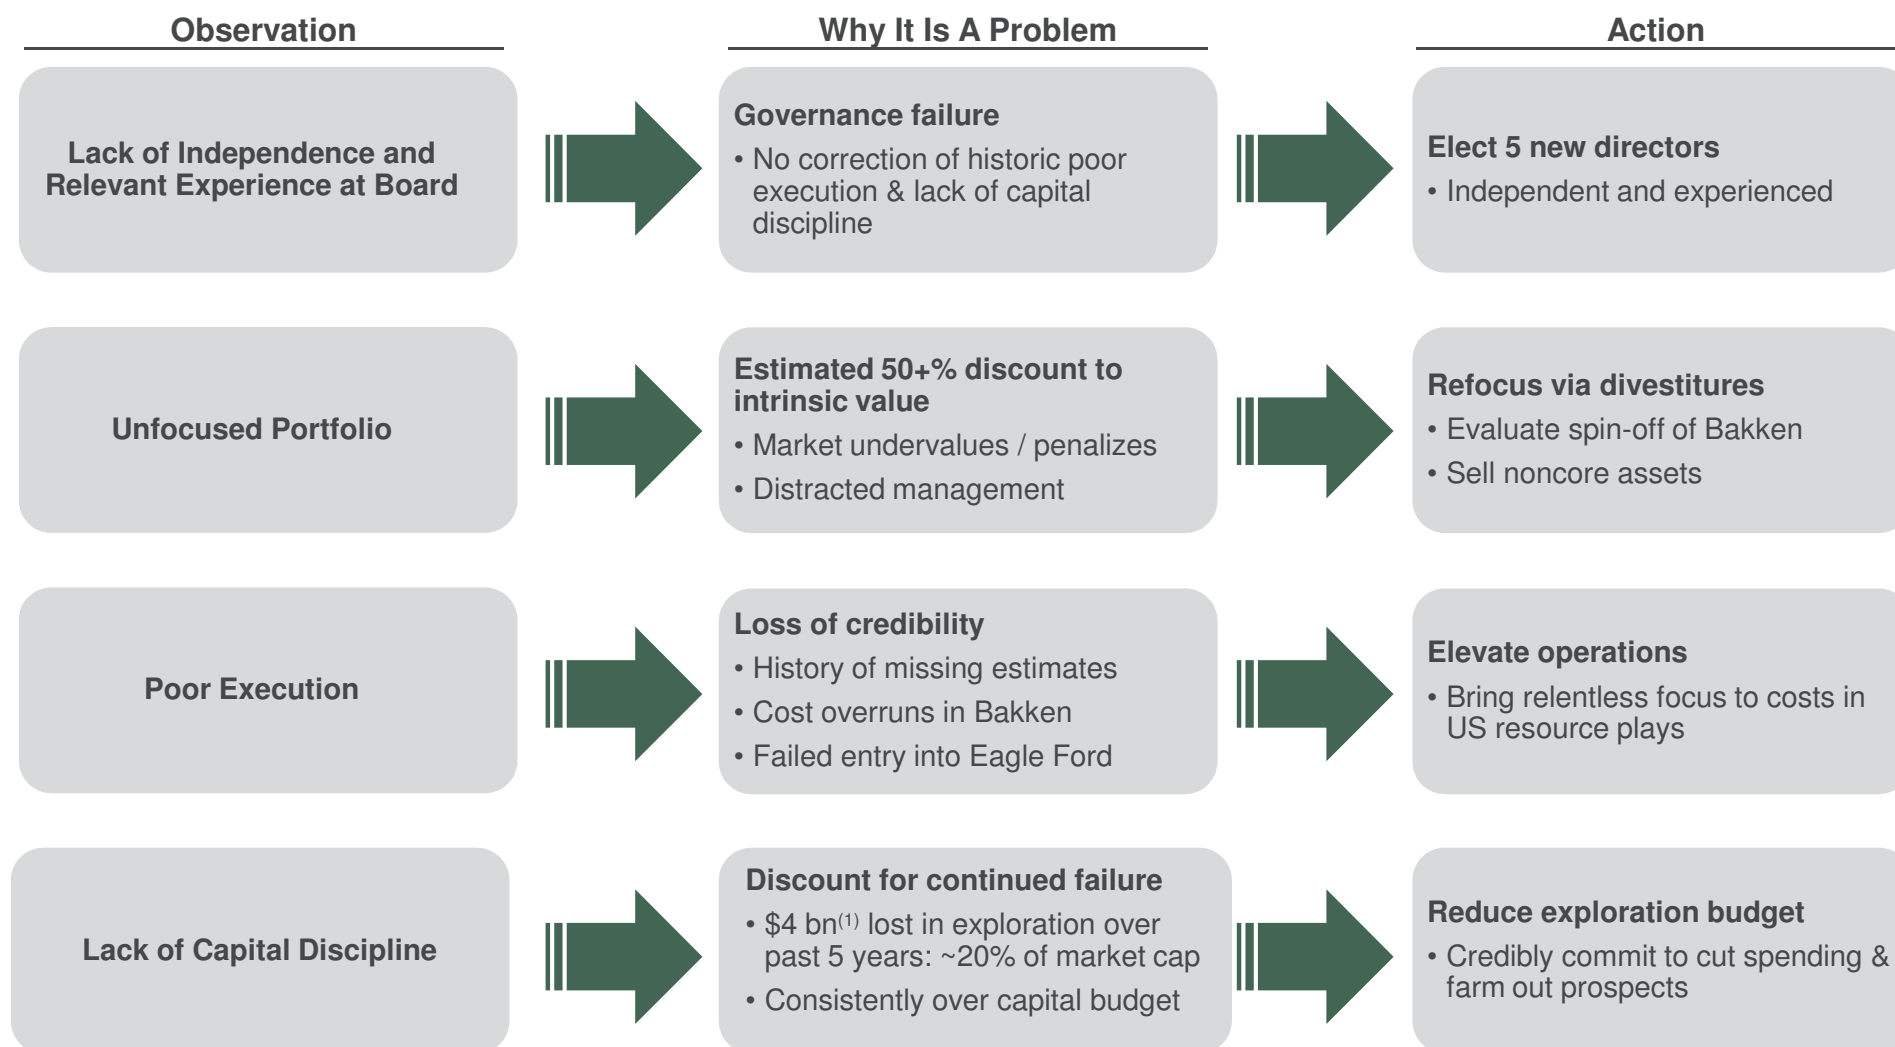 Observation
Why It Is A Problem
Action
Lack of Independence and
Relevant Experience at Board
Governance failure
• No correction of historic poor
execution & lack of capital
discipline
Elect 5 new directors
• Independent and experienced
Unfocused Portfolio
Estimated 50+% discount to
intrinsic value
• Market undervalues / penalizes
• Distracted management
Refocus via divestitures
• Evaluate spin-off of Bakken
• Sell noncore assets
Poor Execution
Loss of credibility
• History of missing estimates
• Cost overruns in Bakken
• Failed entry into Eagle Ford
Elevate operations
• Bring relentless focus to costs in
US resource plays
Lack of Capital Discipline
Discount for continued failure
• $4 bn(1) lost in exploration over
past 5 years: ~20% of market cap
• Consistently over capital budget
Reduce exploration budget
• Credibly commit to cut spending &
farm out prospects